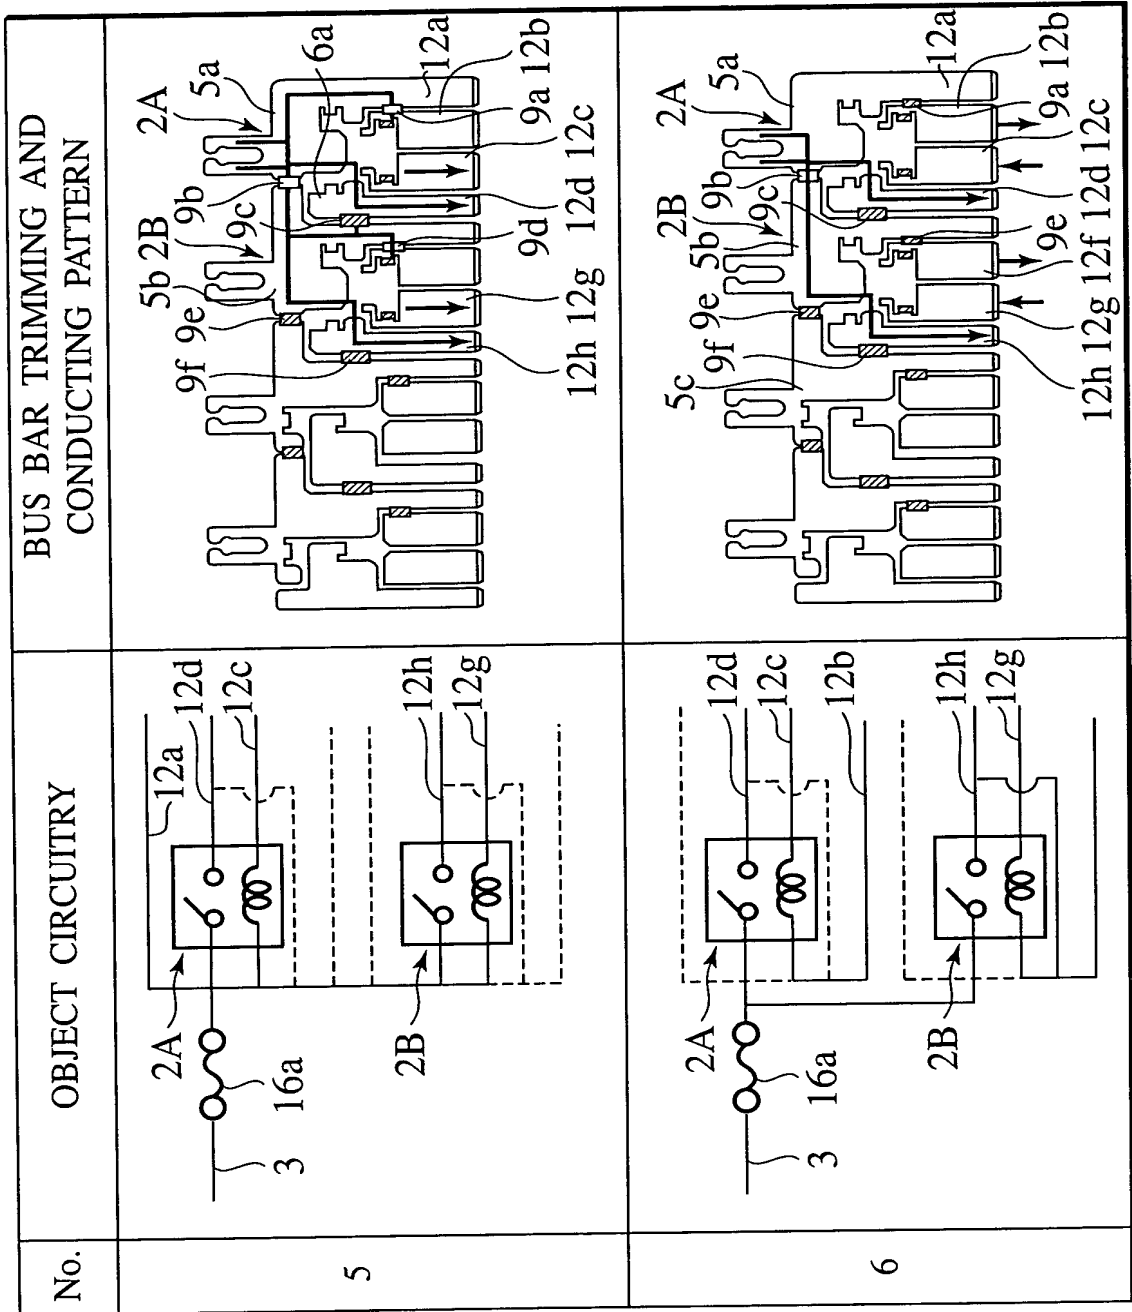 No.
OBJECT CIRCUITRY
BUS BAR TRIMMING AND
CONDUCTING PATTERN
5
3
16a
2A
2B
12a
12d
12c
12h
12g
9f
9e
5b
2B
9c
9b
2A
5a
6a
12a
12b
9a
12c
12d
9d
12g
12h
6
3
16a
2A
2B
12d
12c
12b
12h
12g
5c
9f
9e
5b
2B
9c
9b
2A
5a
12a
12b
9a
12c
12d
9e
12f
12g
12h